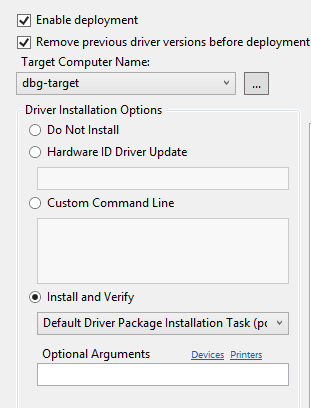 Enable deployment
Remove previous driver versions before deployment
Target Computer Name:
dbg-target
...
Driver Installation Options
Do Not Install
Hardware ID Driver Update
Custom Command Line
Install and Verify
Default Driver Package Installation Task (po
Optional Arguments Devices Printers